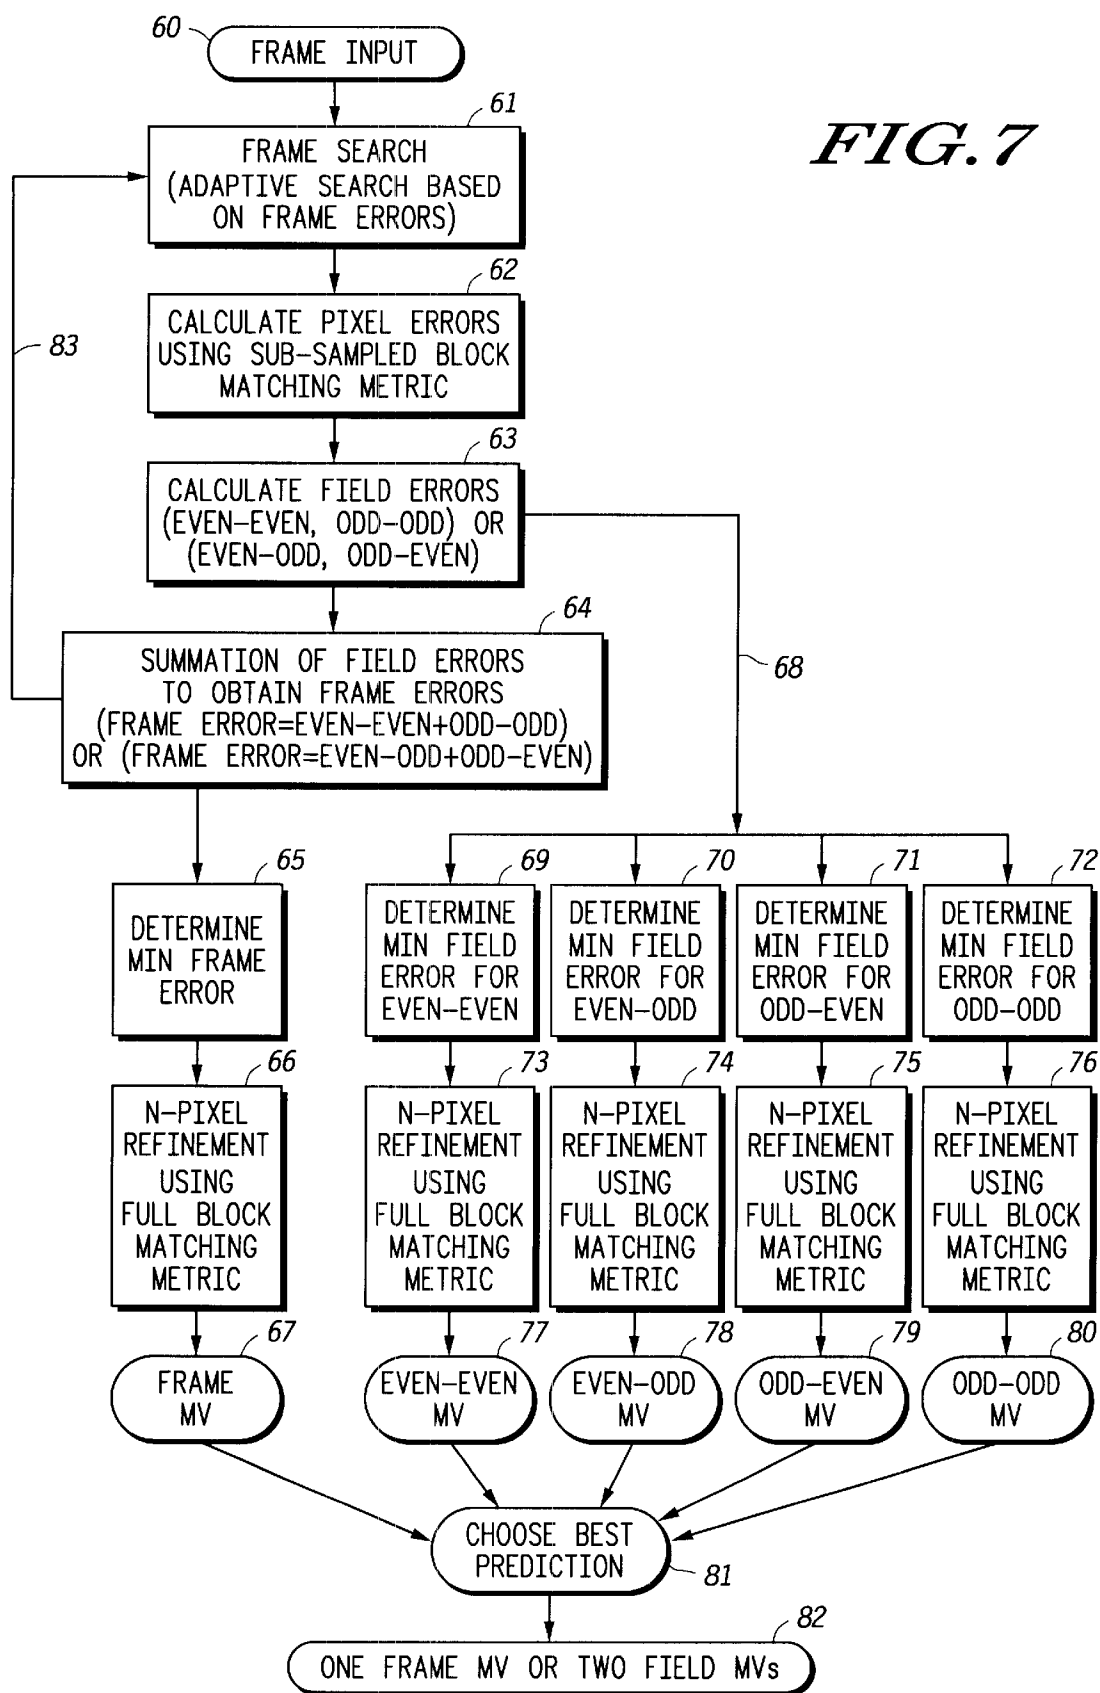 60
FRAME INPUT
FIG. 7
61
FRAME SEARCH
(ADAPTIVE SEARCH BASED
ON FRAME ERRORS)
62
CALCULATE PIXEL ERRORS
USING SUB-SAMPLED BLOCK
MATCHING METRIC
83
63
CALCULATE FIELD ERRORS
(EVEN-EVEN, ODD-ODD) OR
(EVEN-ODD, ODD-EVEN)
64
SUMMATION OF FIELD ERRORS
TO OBTAIN FRAME ERRORS
(FRAME ERROR=EVEN-EVEN+ODD-ODD)
OR (FRAME ERROR=EVEN-ODD+ODD-EVEN)
68
65
DETERMINE
MIN FRAME
ERROR
69
DETERMINE
MIN FIELD
ERROR FOR
EVEN-EVEN
70
DETERMINE
MIN FIELD
ERROR FOR
EVEN-ODD
71
DETERMINE
MIN FIELD
ERROR FOR
ODD-EVEN
72
DETERMINE
MIN FIELD
ERROR FOR
ODD-ODD
66
N-PIXEL
REFINEMENT
USING
FULL BLOCK
MATCHING
METRIC
73
N-PIXEL
REFINEMENT
USING
FULL BLOCK
MATCHING
METRIC
74
N-PIXEL
REFINEMENT
USING
FULL BLOCK
MATCHING
METRIC
75
N-PIXEL
REFINEMENT
USING
FULL BLOCK
MATCHING
METRIC
76
N-PIXEL
REFINEMENT
USING
FULL BLOCK
MATCHING
METRIC
67
FRAME
MV
77
EVEN-EVEN
MV
78
EVEN-ODD
MV
79
ODD-EVEN
MV
80
ODD-ODD
MV
CHOOSE BEST
PREDICTION
81
82
ONE FRAME MV OR TWO FIELD MVs